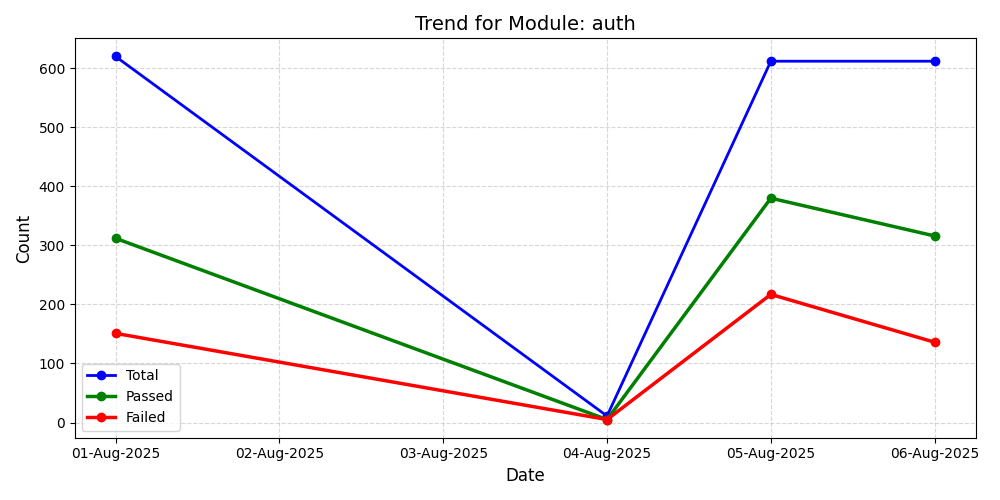 Trend for Module: auth
600
500
400
300
200
100
0
Count
Total
Passed
Failed
01-Aug-2025 02-Aug-2025 03-Aug-2025 04-Aug-2025 05-Aug-2025 06-Aug-2025
Date